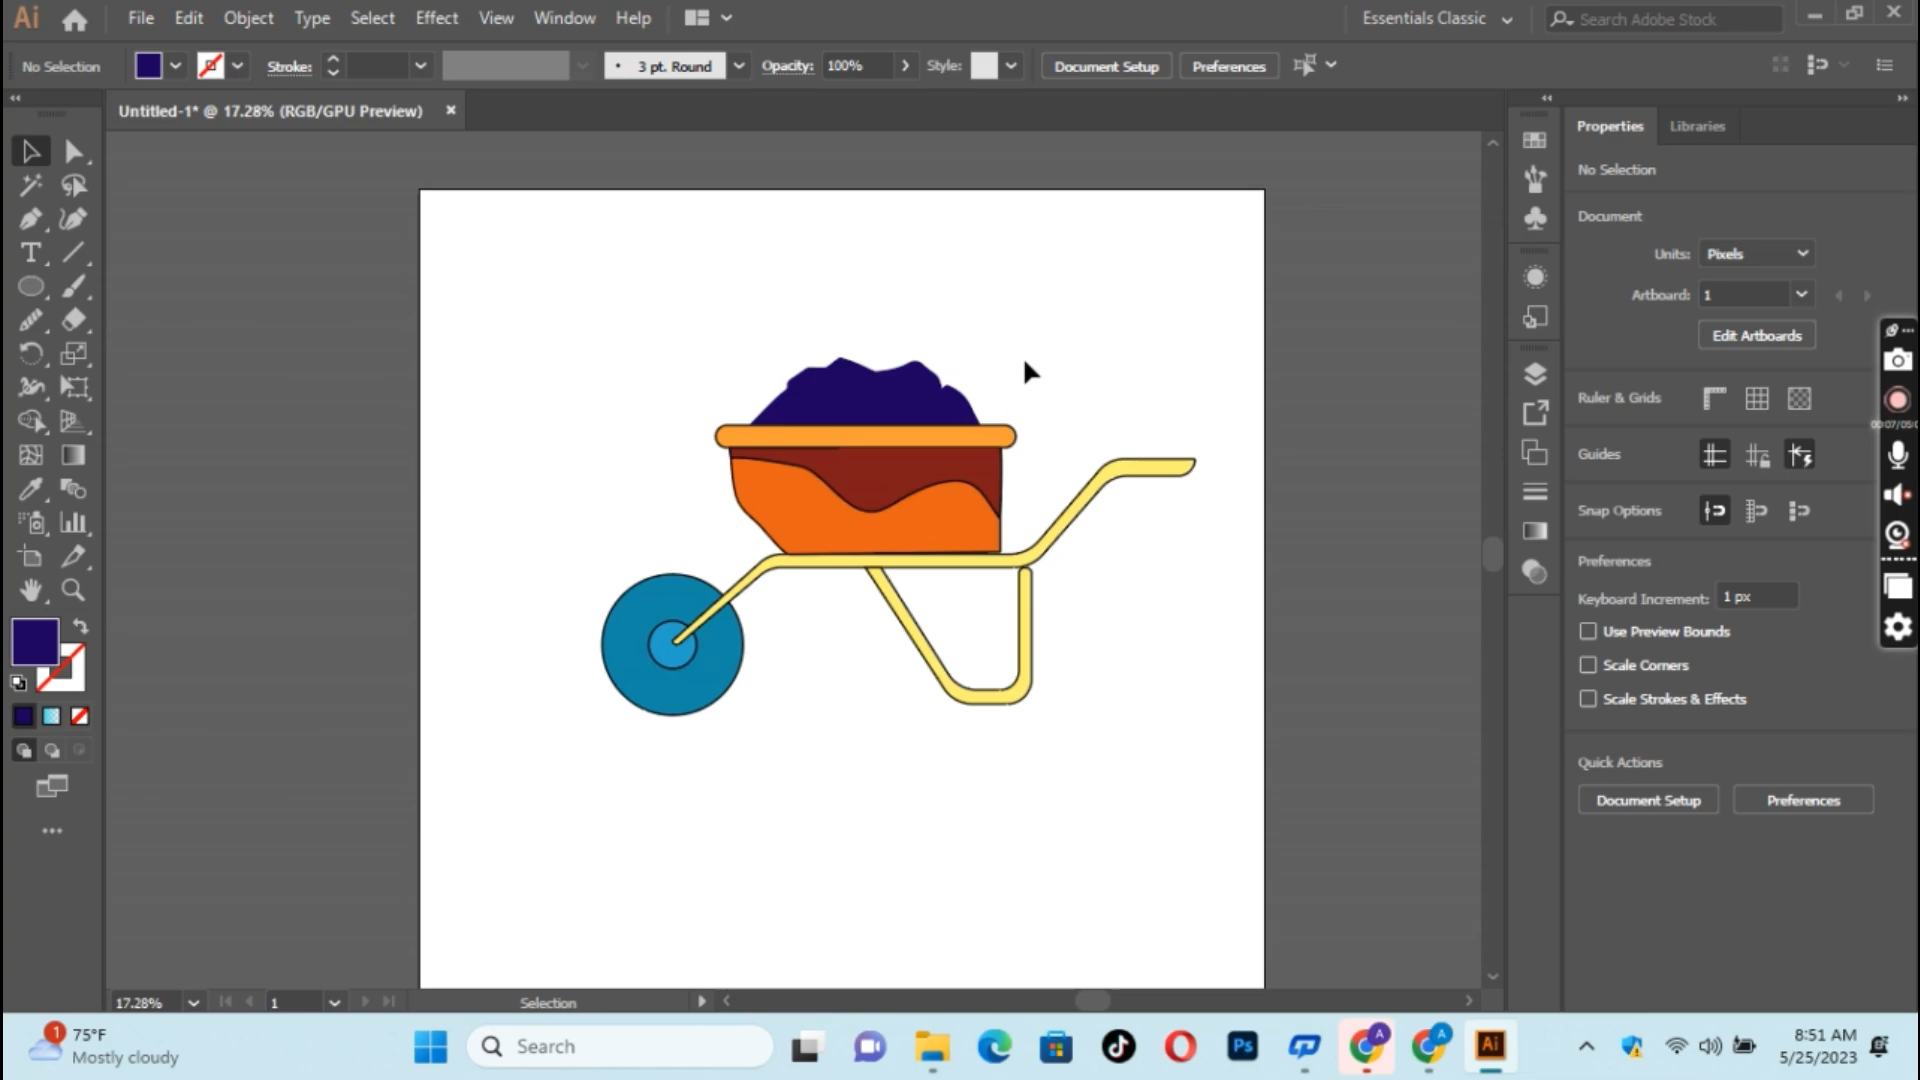 Ai File Edit Object Type Select Effect View Window Help Essentials Classic Search Adobe Stock
No Selection Stroke: 3 pt. Round Opacity: 100% Style: Document Setup Preferences
Untitled-1* @ 17.28% (RGB/GPU Preview)
Properties Libraries
No Selection
Document
Units: Pixels
Artboard: 1
Edit Artboards
Ruler & Grids
Guides
Snap Options
Preferences
Keyboard Increment: 1 px
Use Preview Bounds
Scale Corners
Scale Strokes & Effects
Quick Actions
Document Setup Preferences
17.28% 1 Selection
1 75°F
Mostly cloudy
Search
Ps
A
A
Ai
8:51 AM
5/25/2023